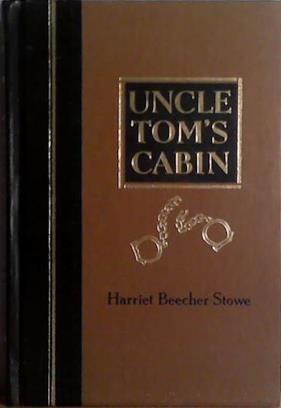 UNCLE
TOM'S
CABIN
Harriet Beecher Stowe